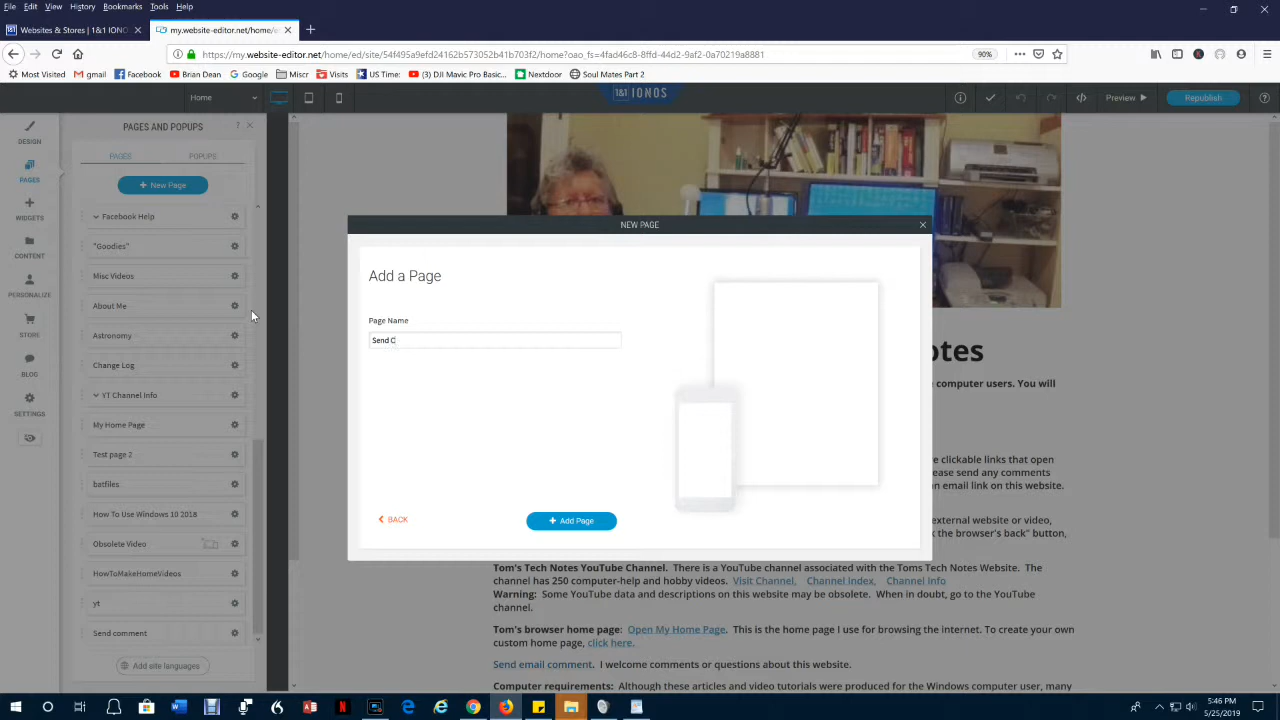 File Edit View History Bookmarks Tools Help
Websites & Stores | 1&1 IONOS
my.website-editor.net/home/e
https://my.website-editor.net/home/ed/site/54f495a9efd24162b573052b41b703f2/home?oao_fs=4fad46c8-8ffd-44d2-9af2-0a70219a8881
90%
Most Visited gmail Facebook Brian Dean Google Miscr Visits US Time: (3) DJI Mavic Pro Basic... Nextdoor Soul Mates Part 2
Home
1&1 IONOS
Preview
Republish
DESIGN
PAGES
WIDGETS
CONTENT
PERSONALIZE
STORE
BLOG
SETTINGS
PAGES AND POPUPS
?
PAGES
POPUPS
+ New Page
Facebook Help
"Goodies"
Misc Videos
About Me
Astronomy
Change Log
YT Channel Info
My Home Page
Test page 2
batfiles
How To Use Windows 10 2018
Obsolete Video
HowToMakeHomeVideos
yt
Send comment
Add site languages
NEW PAGE
Add a Page
Page Name
Send C
BACK
+ Add Page
otes
computer users. You will
re clickable links that open
ease send any comments
an email link on this website.
external website or video,
k the browser's back" button,
Tom's Tech Notes YouTube Channel. There is a YouTube channel associated with the Toms Tech Notes Website. The
channel has 250 computer-help and hobby videos. Visit Channel, Channel Index, Channel Info
Warning: Some YouTube data and descriptions on this website may be obsolete. When in doubt, go to the YouTube
channel.
Tom's browser home page: Open My Home Page. This is the home page I use for browsing the internet. To create your own
custom home page, click here.
Send email comment. I welcome comments or questions about this website.
Computer requirements: Although these articles and video tutorials were produced for the Windows computer user, many
5:46 PM
5/25/2019